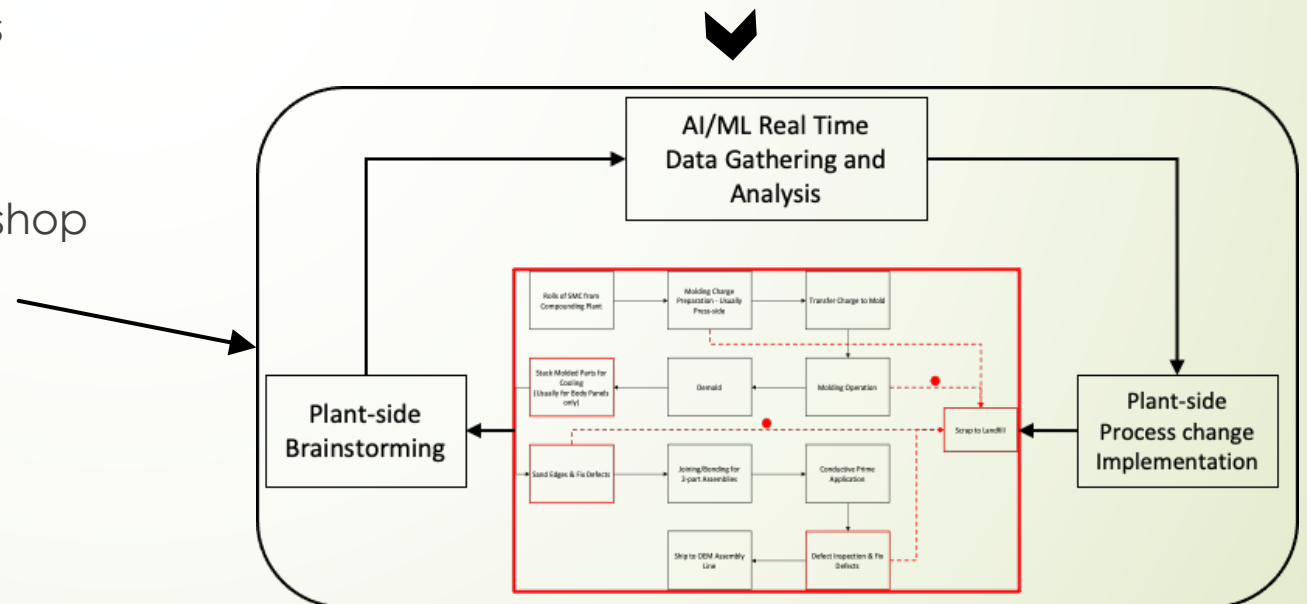 s
shop
AI/ML Real Time
Data Gathering and
Analysis
Rolls of SMC from
Compounding Plant
Molding Charge
Preparation - Usually
Press-side
Transfer Charge to Mold
Stack Molded Parts for
Cooling
(Usually for Body Panels
only)
Demold
Molding Operation
Plant-side
Brainstorming
Scrap to Landfill
Plant-side
Process change
Implementation
Sand Edges & Fix Defects
Joining/Bonding for
2-part Assemblies
Conductive Prime
Application
Ship to OEM Assembly
Line
Defect Inspection & Fix
Defects